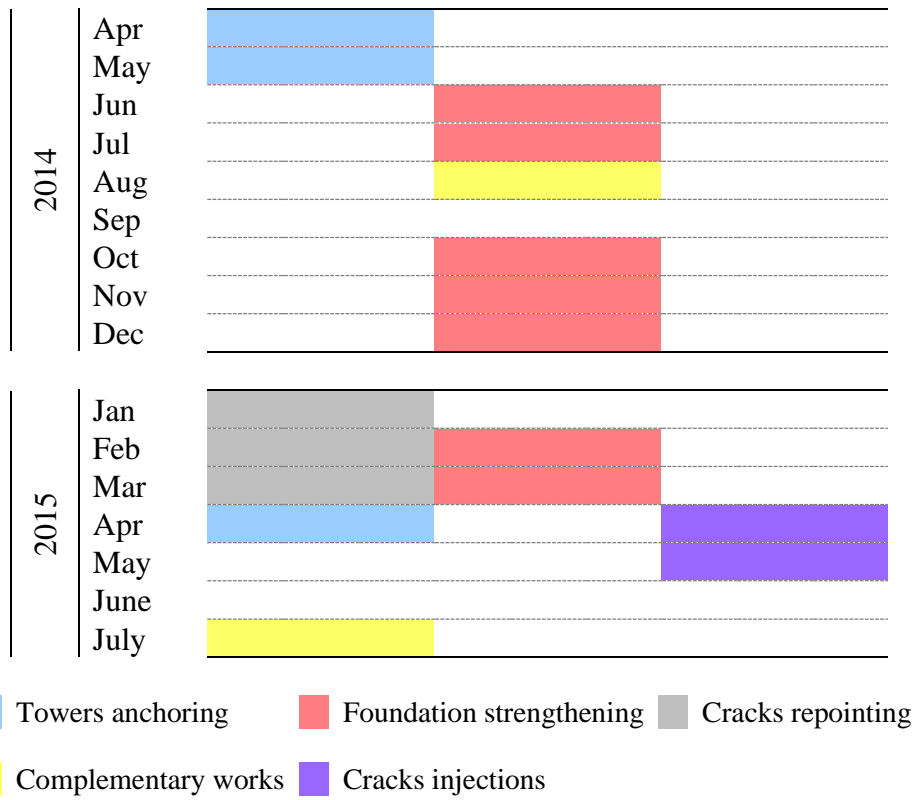 2014
Apr
May
Jun
Jul
Aug
Sep
Oct
Nov
Dec
2015
Jan
Feb
Mar
Apr
May
June
July
Towers anchoring Foundation strengthening Cracks repointing
Complementary works Cracks injections